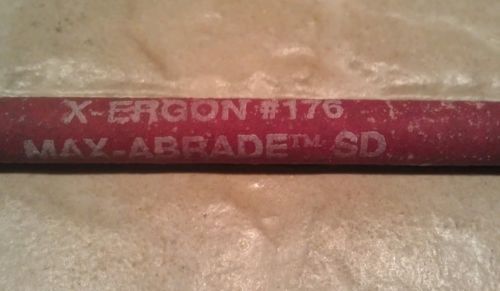 X-ERGON #176
MAX-ABRADE™ SD